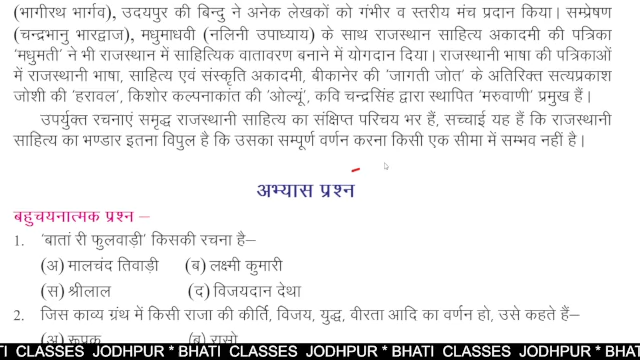 (भागीरथ भार्गव), उदयपुर की बिन्दु ने अनेक लेखकों को गंभीर व स्तरीय मंच प्रदान किया। सम्प्रेषण
(चन्द्रभानु भारद्वाज), मधुमाधवी (नलिनी उपाध्याय) के साथ राजस्थान साहित्य अकादमी की पत्रिका
'मधुमती' ने भी राजस्थान में साहित्यिक वातावरण बनाने में योगदान दिया। राजस्थानी भाषा की पत्रिकाओं
में राजस्थानी भाषा, साहित्य एवं संस्कृति अकादमी, बीकानेर की 'जागती जोत' के अतिरिक्त सत्यप्रकाश
जोशी की 'हरावल', किशोर कल्पनाकांत की 'ओल्यूं', कवि चन्द्रसिंह द्वारा स्थापित 'मरुवाणी' प्रमुख हैं।
उपर्युक्त रचनाएं समृद्ध राजस्थानी साहित्य का संक्षिप्त परिचय भर हैं, सच्चाई यह हैं कि राजस्थानी
साहित्य का भण्डार इतना विपुल है कि उसका सम्पूर्ण वर्णन करना किसी एक सीमा में सम्भव नहीं है।
अभ्यास प्रश्न
बहुचयनात्मक प्रश्न –
1. 'बातां री फुलवाड़ी' किसकी रचना है–
(अ) मालचंद तिवाड़ी (ब) लक्ष्मी कुमारी
(स) श्रीलाल (द) विजयदान देथा
2. जिस काव्य ग्रंथ में किसी राजा की कीर्ति, विजय, युद्ध, वीरता आदि का वर्णन हो, उसे कहते हैं–
(अ) रूपक (ब) रासो
TI CLASSES JODHPUR * BHATI CLASSES JODHPUR * BHATI CLASSES JODHPUR * BHAT